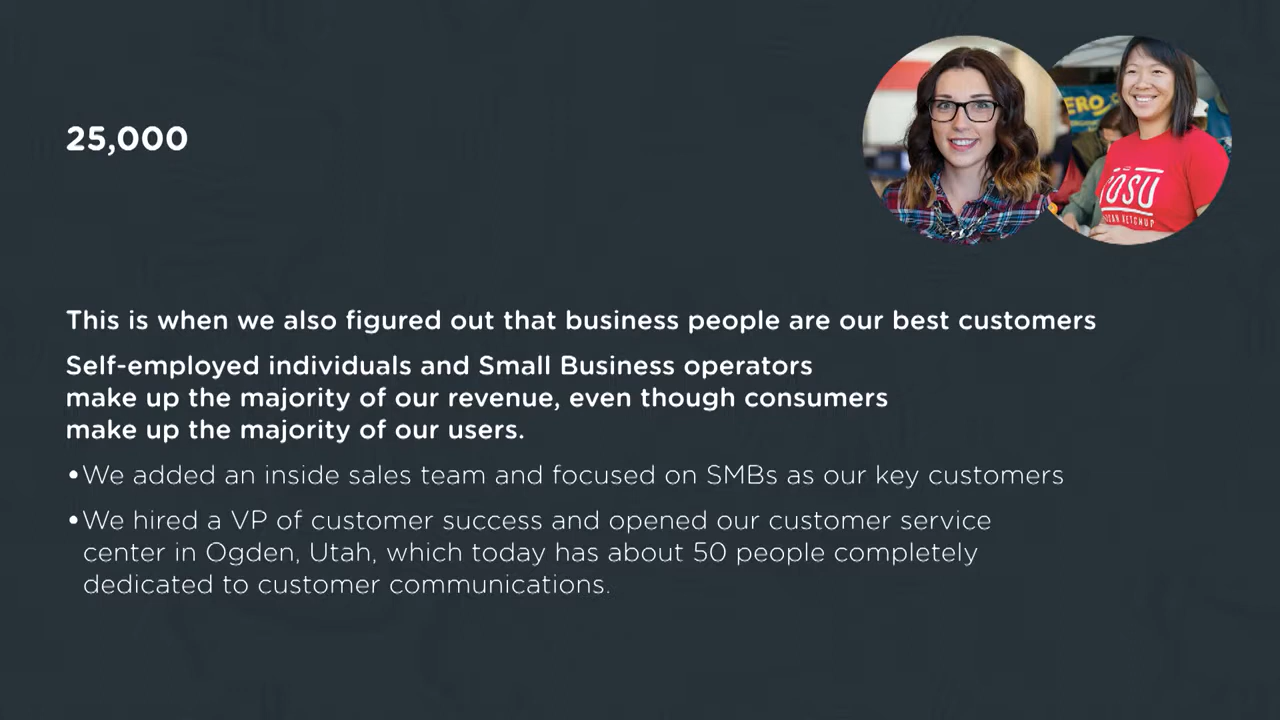 25,000
ERO
TOSU
KETCHUP
This is when we also figured out that business people are our best customers
Self-employed individuals and Small Business operators
make up the majority of our revenue, even though consumers
make up the majority of our users.
•We added an inside sales team and focused on SMBs as our key customers
•We hired a VP of customer success and opened our customer service
center in Ogden, Utah, which today has about 50 people completely
dedicated to customer communications.